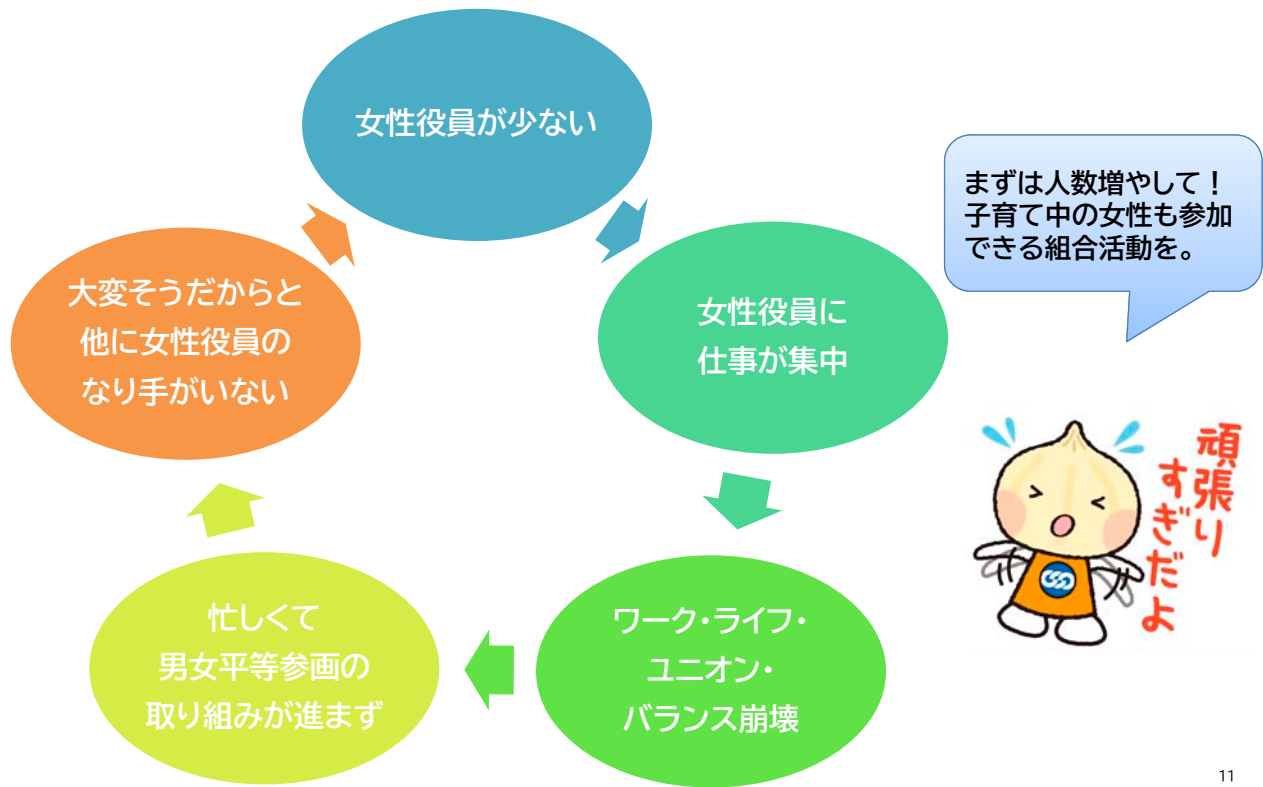 女性役員が少ない
女性役員に
仕事が集中
ワーク・ライフ・
ユニオン・
バランス崩壊
忙しくて
男女平等参画の
取り組みが進まず
大変そうだからと
他に女性役員の
なり手がいない
まずは人数増やして！
子育て中の女性も参加
できる組合活動を。
頑張り
すぎだよ
11